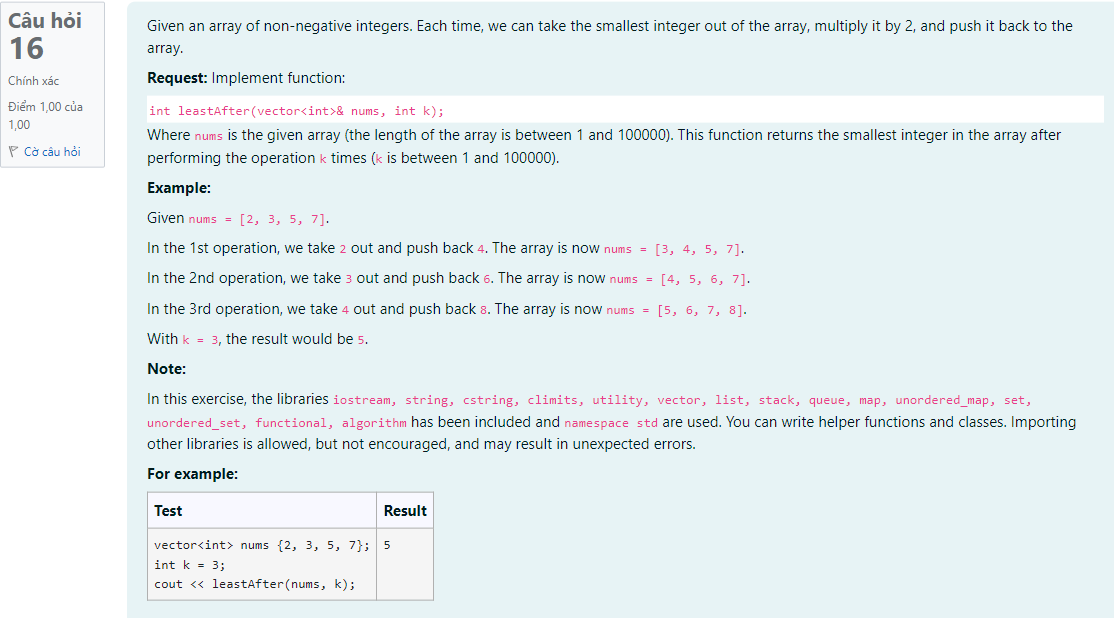 Câu hỏi
16
Chính xác
Điểm 1,00 của
1,00
Cờ câu hỏi
Given an array of non-negative integers. Each time, we can take the smallest integer out of the array, multiply it by 2, and push it back to the
array.
Request: Implement function:
int leastAfter(vector<int>& nums, int k);
Where nums is the given array (the length of the array is between 1 and 100000). This function returns the smallest integer in the array after
performing the operation k times (k is between 1 and 100000).
Example:
Given nums = [2, 3, 5, 7].
In the 1st operation, we take 2 out and push back 4. The array is now nums = [3, 4, 5, 7].
In the 2nd operation, we take 3 out and push back 6. The array is now nums = [4, 5, 6, 7].
In the 3rd operation, we take 4 out and push back 8. The array is now nums = [5, 6, 7, 8].
With k = 3, the result would be 5.
Note:
In this exercise, the libraries iostream, string, cstring, climits, utility, vector, list, stack, queue, map, unordered_map, set,
unordered_set, functional, algorithm has been included and namespace std are used. You can write helper functions and classes. Importing
other libraries is allowed, but not encouraged, and may result in unexpected errors.
For example:
Test Result
vector<int> nums {2, 3, 5, 7}; 5
int k = 3;
cout << leastAfter(nums, k);